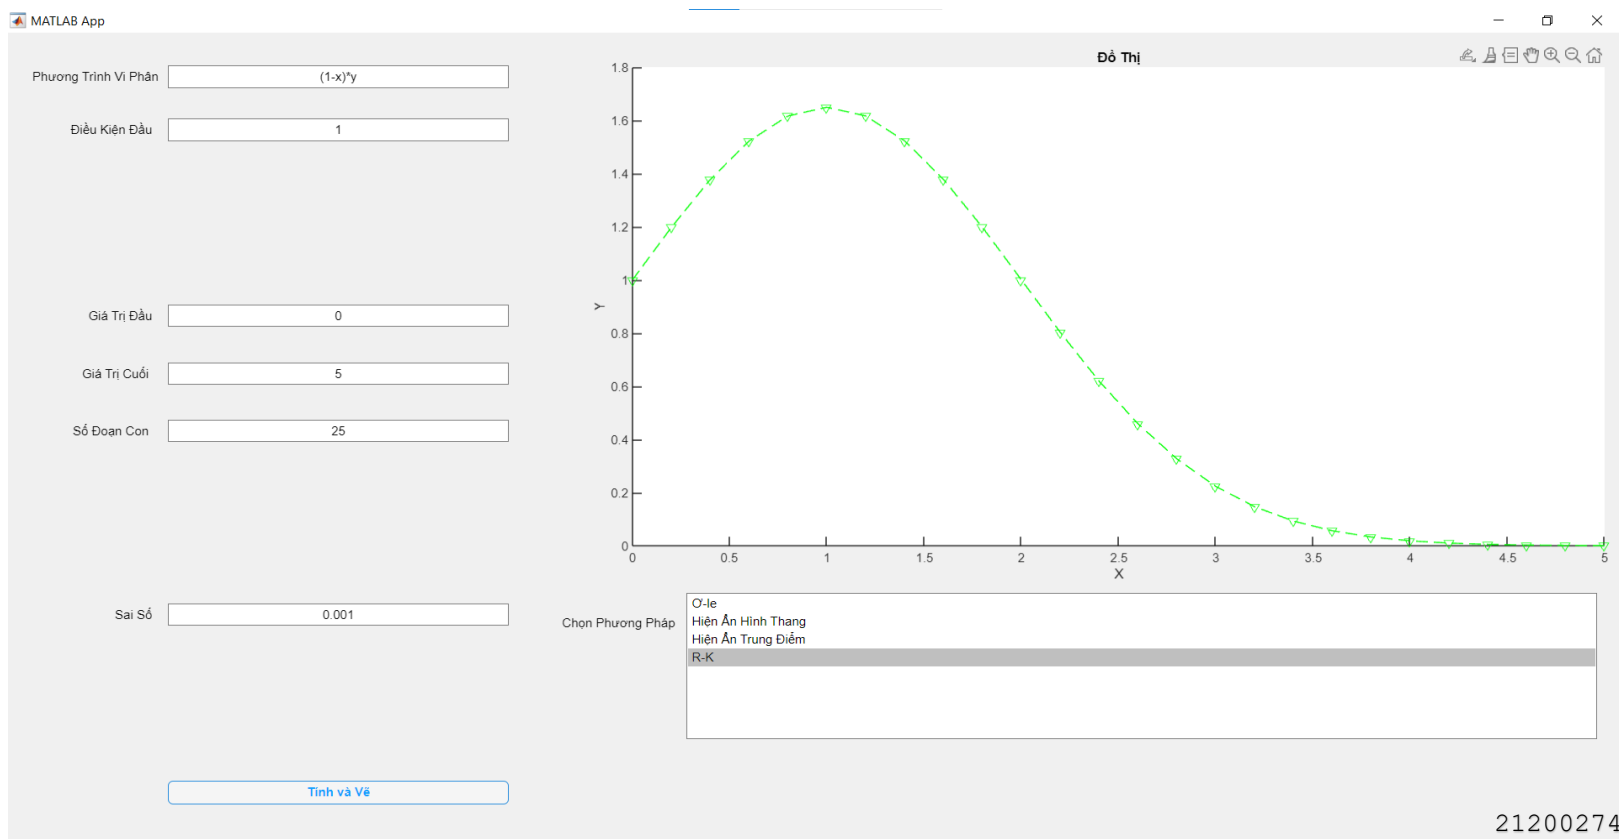 MATLAB App
Phương Trình Vi Phân
(1-x)*y
Điều Kiện Đầu
1
Giá Trị Đầu
0
Giá Trị Cuối
5
Số Đoạn Con
25
Sai Số
0.001
Tính và Vẽ
Đồ Thị
1.8
1.6
1.4
1.2
1
0.8
0.6
0.4
0.2
0
Y
0 0.5 1 1.5 2 2.5 3 3.5 4 4.5 5
X
Chọn Phương Pháp
Ơ-le
Hiện Ẩn Hình Thang
Hiện Ẩn Trung Điểm
R-K
21200274